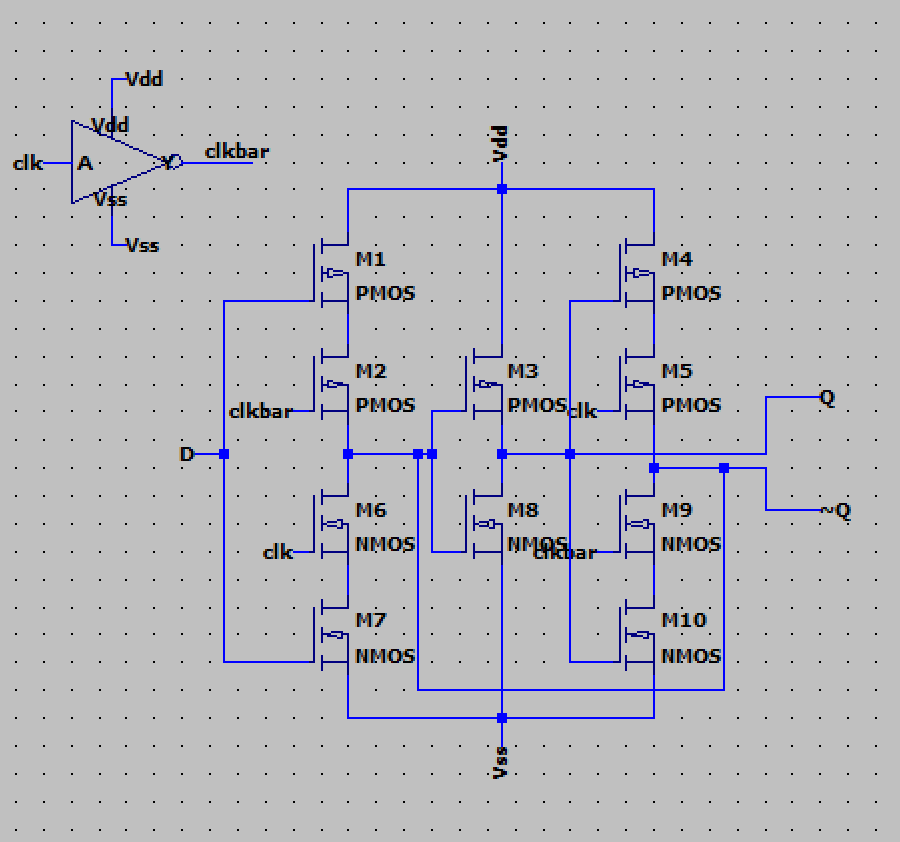 Vdd
Vdd
clk A Y clkbar
Vss
Vss
Vdd
M1
PMOS
M4
PMOS
M2
clkbar PMOS
M3
PMOS
M5
clk PMOS
Q
D
~Q
M6
clk NMOS
M8
NMOS
M9
clkbar NMOS
M7
NMOS
M10
NMOS
Vss